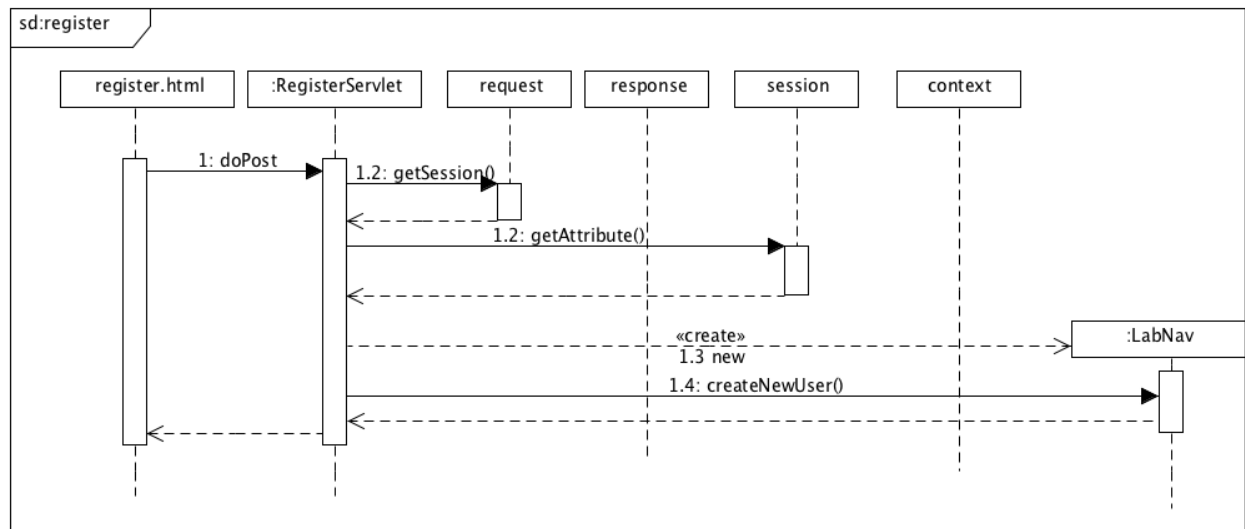 sd:register
register.html
:RegisterServlet
request
response
session
context
1: doPost
1.2: getSession()
1.2: getAttribute()
«create»
1.3 new
:LabNav
1.4: createNewUser()